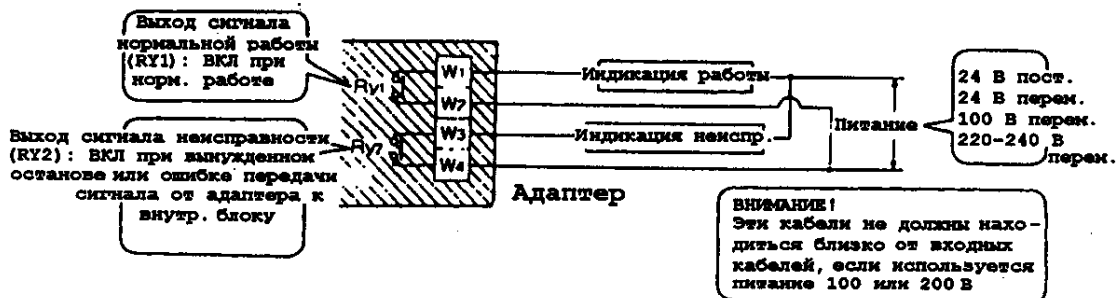 Выход сигнала
нормальной работы
(RY1): ВКЛ при
норм. работе
Выход сигнала неисправности
(RY2): ВКЛ при вынужденном
останове или ошибке передачи
сигнала от адаптера к
внутр. блоку
Ry1
Ry2
W1
W2
W3
W4
Адаптер
Индикация работы
Индикация неиспр.
Питание
24 В пост.
24 В перем.
100 В перем.
220-240 В
перем.
ВНИМАНИЕ!
Эти кабели не должны нахо-
диться близко от входных
кабелей, если используется
питание 100 или 200 В